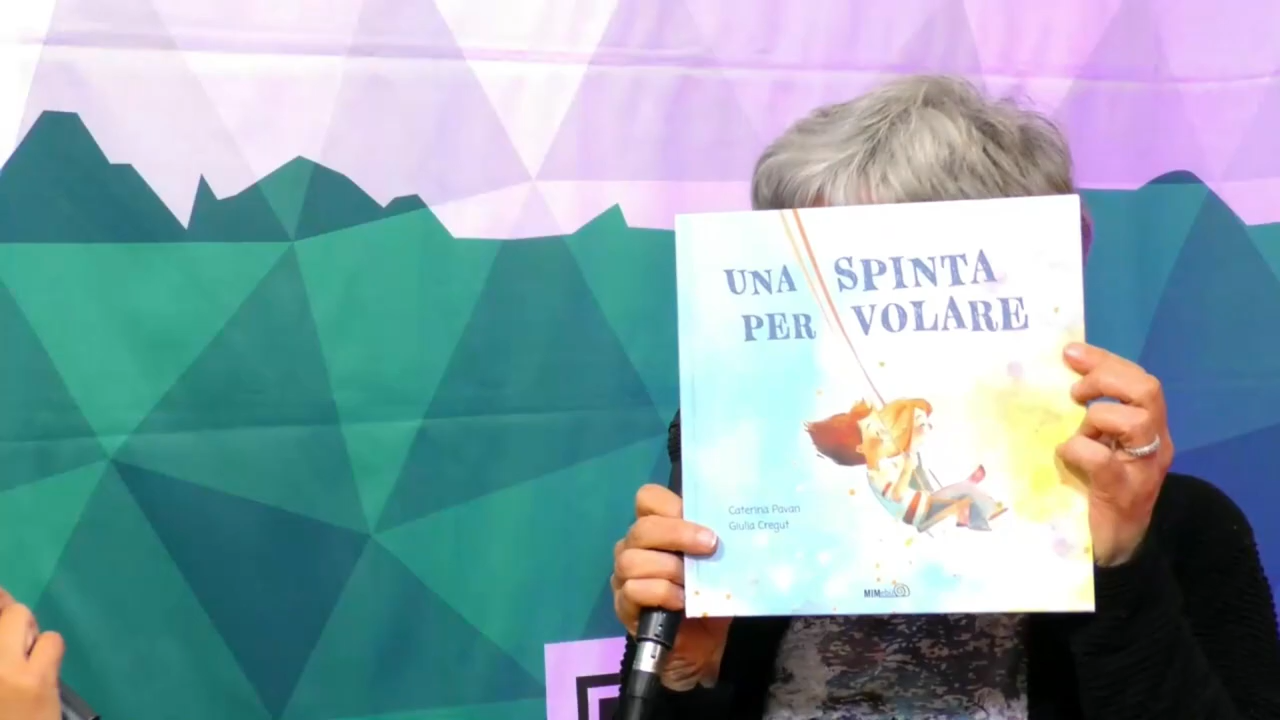 UNA SPINTA
PER VOLARE
Caterina Pavan
Giulia Cregut
MIMebù